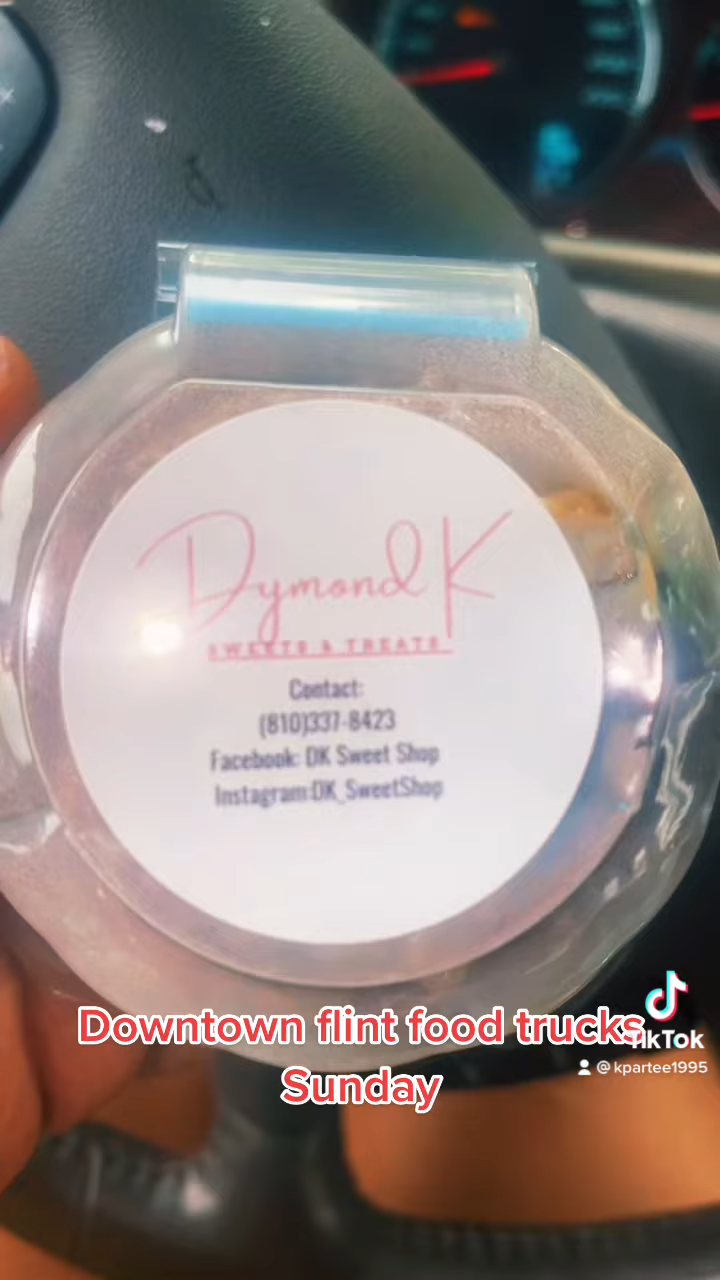 Dymond K
SWEETS & TREATS
Contact:
(810)337-8423
Facebook: DK Sweet Shop
Instagram:DK_SweetShop
Downtown flint food trucks
Sunday
TikTok
@kpartee1995